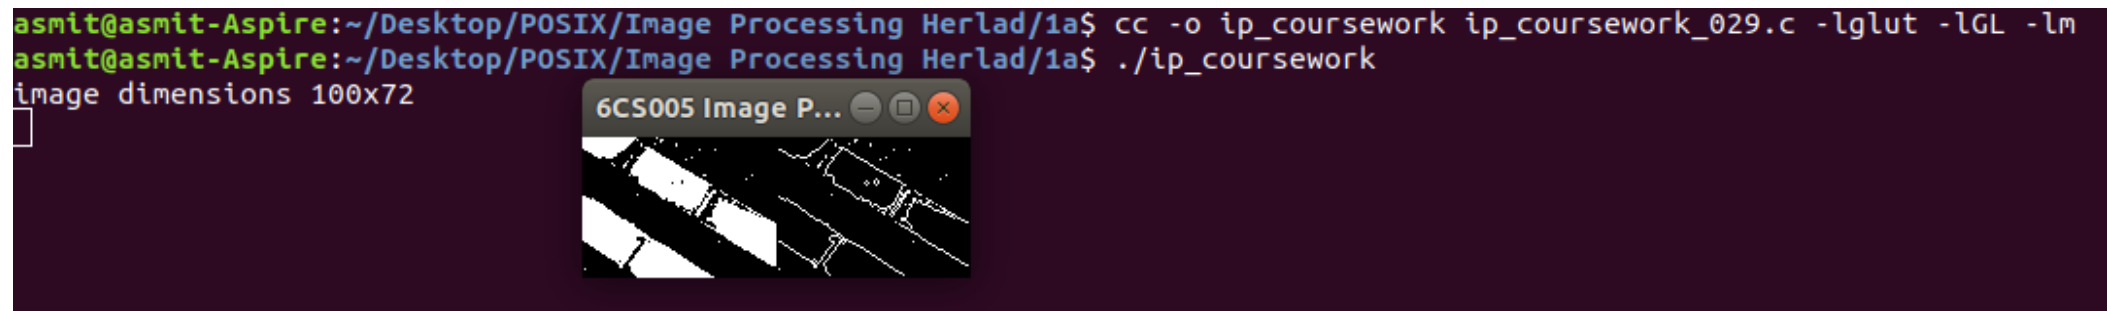 asmit@asmit-Aspire:~/Desktop/POSIX/Image Processing Herlad/1a$ cc -o ip_coursework ip_coursework_029.c -lglut -lGL -lm
asmit@asmit-Aspire:~/Desktop/POSIX/Image Processing Herlad/1a$ ./ip_coursework
image dimensions 100x72
6CS005 Image P...